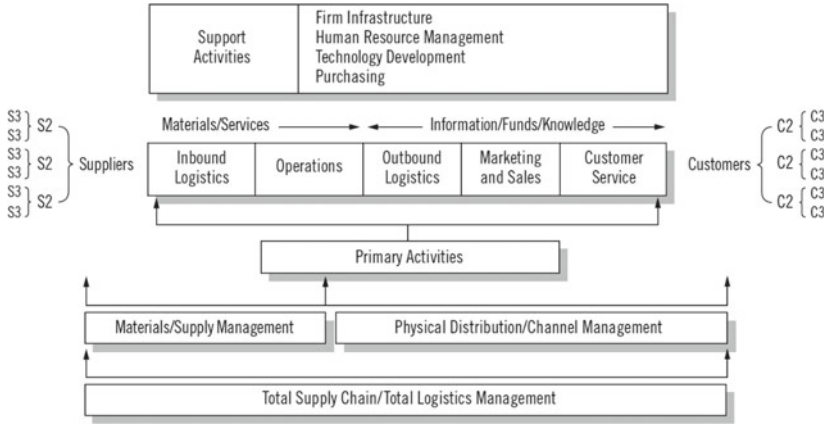 Support
Activities
Firm Infrastructure
Human Resource Management
Technology Development
Purchasing
Materials/Services
Information/Funds/Knowledge
S3
S3
S2
S3
S3
S2
S3
S3
S2
Suppliers
Inbound
Logistics
Operations
Outbound
Logistics
Marketing
and Sales
Customer
Service
Customers
C2
C3
C3
C2
C3
C3
C2
C3
C3
Primary Activities
Materials/Supply Management
Physical Distribution/Channel Management
Total Supply Chain/Total Logistics Management